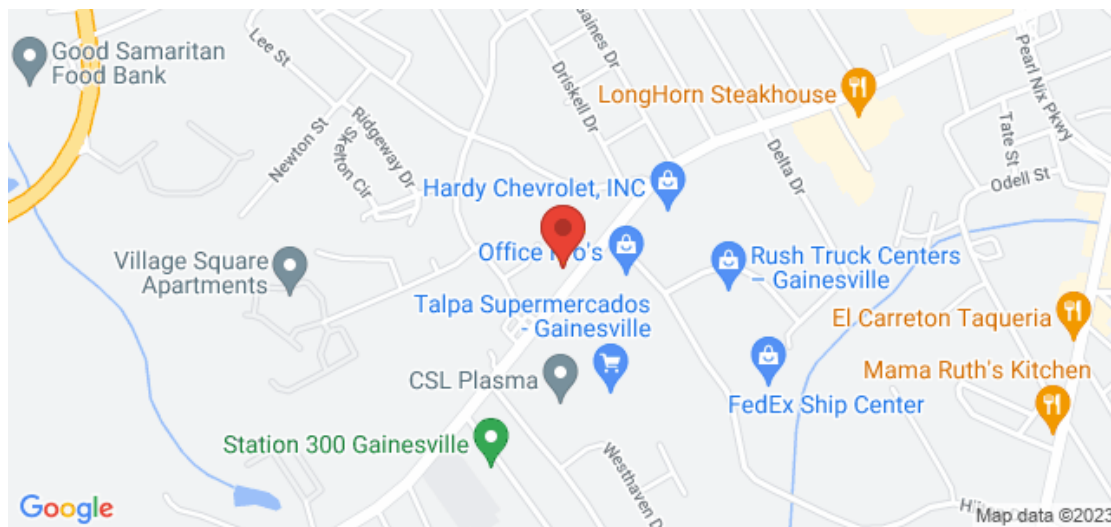 Good Samaritan
Food Bank
Lee St
Gaines Dr
Driskell Dr
LongHorn Steakhouse
Pearl Nix Pkwy
Tate St
Odell St
Newton St
Ridgeway Dr
Skelton Cir
Delta Dr
Hardy Chevrolet, INC
Office
Village Square
Apartments
Rush Truck Centers
– Gainesville
Talpa Supermercados
- Gainesville
El Carreton Taqueria
CSL Plasma
Mama Ruth's Kitchen
FedEx Ship Center
Station 300 Gainesville
Westhaven D
Google
Map data ©2023